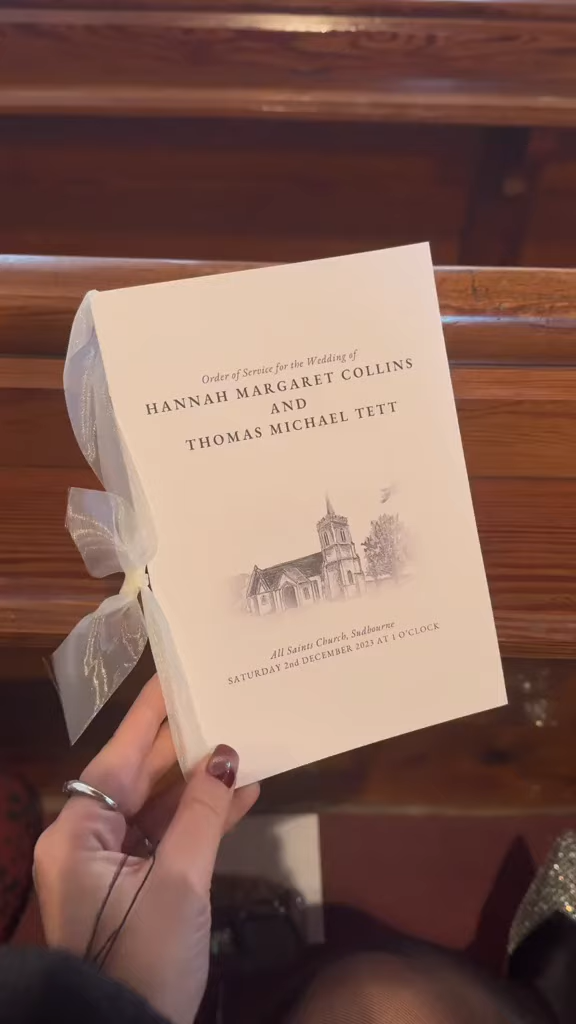 Order of Service for the Wedding of
HANNAH MARGARET COLLINS
AND
THOMAS MICHAEL TETT
All Saints Church, Sudbourne
SATURDAY 2nd DECEMBER 2023 AT 1 O'CLOCK